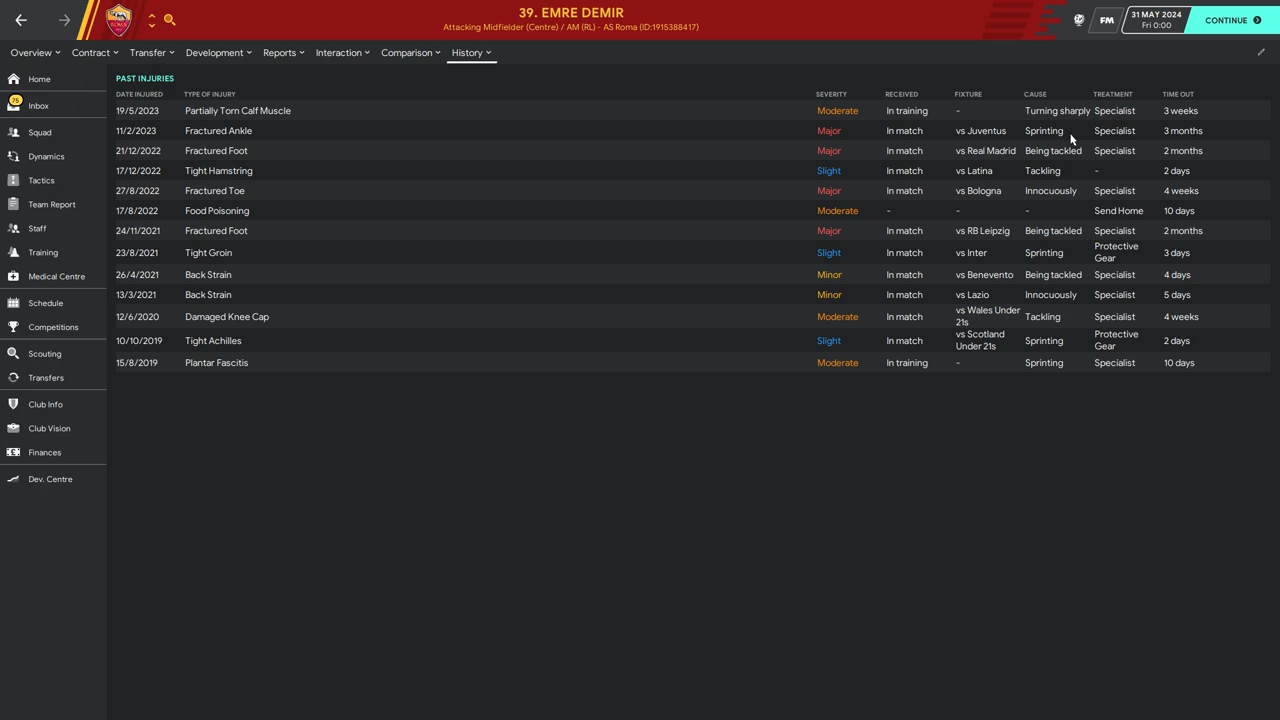 39. EMRE DEMIR
Attacking Midfielder (Centre) / AM (RL) - AS Roma (ID:1915388417)
FM
31 MAY 2024
Fri 0:00
CONTINUE
Overview Contract Transfer Development Reports Interaction Comparison History
Home
75
Inbox
Squad
Dynamics
Tactics
Team Report
Staff
Training
Medical Centre
Schedule
Competitions
Scouting
Transfers
Club Info
Club Vision
Finances
Dev. Centre
PAST INJURIES
DATE INJURED TYPE OF INJURY SEVERITY RECEIVED FIXTURE CAUSE TREATMENT TIME OUT
19/5/2023 Partially Torn Calf Muscle Moderate In training - Turning sharply Specialist 3 weeks
11/2/2023 Fractured Ankle Major In match vs Juventus Sprinting Specialist 3 months
21/12/2022 Fractured Foot Major In match vs Real Madrid Being tackled Specialist 2 months
17/12/2022 Tight Hamstring Slight In match vs Latina Tackling - 2 days
27/8/2022 Fractured Toe Major In match vs Bologna Innocuously Specialist 4 weeks
17/8/2022 Food Poisoning Moderate - - - Send Home 10 days
24/11/2021 Fractured Foot Major In match vs RB Leipzig Being tackled Specialist 2 months
23/8/2021 Tight Groin Slight In match vs Inter Sprinting Protective Gear 3 days
26/4/2021 Back Strain Minor In match vs Benevento Being tackled Specialist 4 days
13/3/2021 Back Strain Minor In match vs Lazio Innocuously Specialist 5 days
12/6/2020 Damaged Knee Cap Moderate In match vs Wales Under 21s Tackling Specialist 4 weeks
10/10/2019 Tight Achilles Slight In match vs Scotland Under 21s Sprinting Protective Gear 2 days
15/8/2019 Plantar Fascitis Moderate In training - Sprinting Specialist 10 days